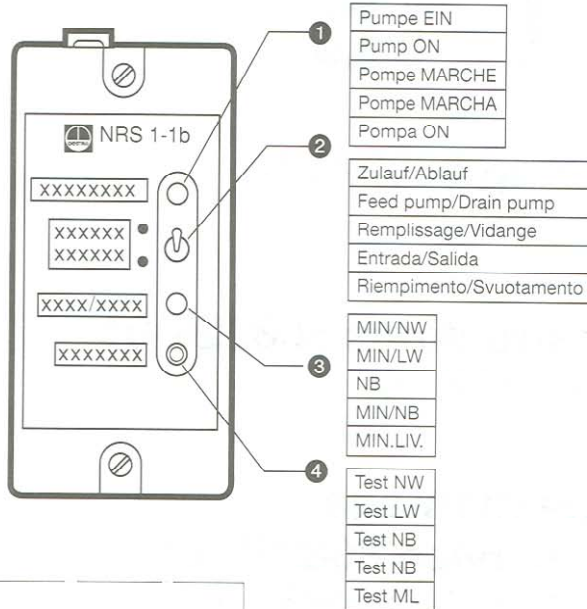 NRS 1-1b
XXXXXXXX
XXXXXX
XXXXXX
XXXX/XXXX
XXXXXXX
1
Pumpe EIN
Pump ON
Pompe MARCHE
Pompe MARCHA
Pompa ON
2
Zulauf/Ablauf
Feed pump/Drain pump
Remplissage/Vidange
Entrada/Salida
Riempimento/Svuotamento
3
MIN/NW
MIN/LW
NB
MIN/NB
MIN.LIV.
4
Test NW
Test LW
Test NB
Test NB
Test ML